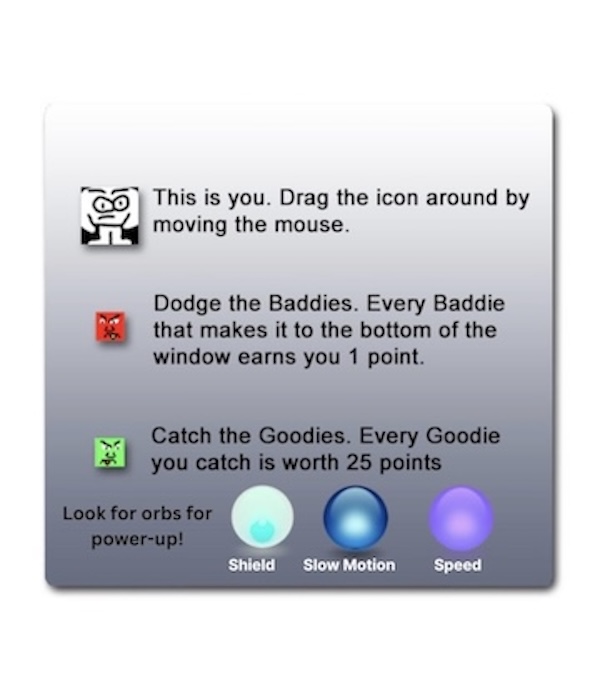 This is you. Drag the icon around by
moving the mouse.
Dodge the Baddies. Every Baddie
that makes it to the bottom of the
window earns you 1 point.
Catch the Goodies. Every Goodie
you catch is worth 25 points
Look for orbs for
power-up!
Shield Slow Motion Speed